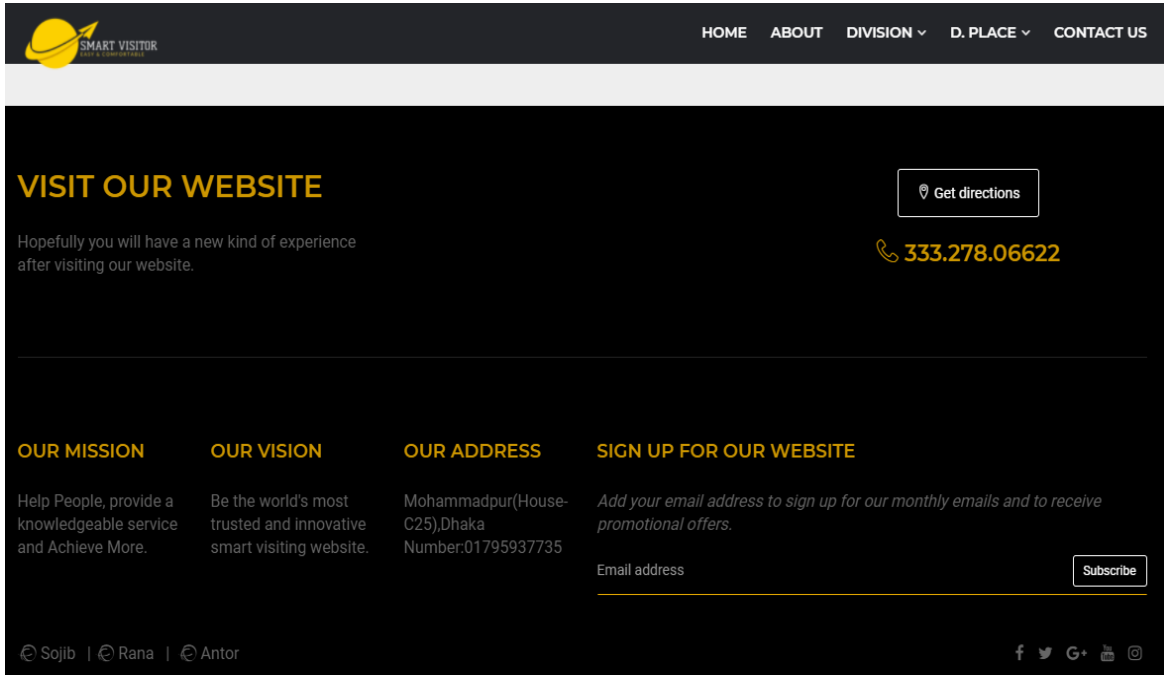 SMART VISITOR
EASY & COMFORTABLE
HOME ABOUT DIVISION D. PLACE CONTACT US
VISIT OUR WEBSITE
Hopefully you will have a new kind of experience
after visiting our website.
Get directions
333.278.06622
OUR MISSION
Help People, provide a
knowledgeable service
and Achieve More.
OUR VISION
Be the world's most
trusted and innovative
smart visiting website.
OUR ADDRESS
Mohammadpur(House-
C25),Dhaka
Number:01795937735
SIGN UP FOR OUR WEBSITE
Add your email address to sign up for our monthly emails and to receive
promotional offers.
Email address
Subscribe
Sojib | Rana | Antor